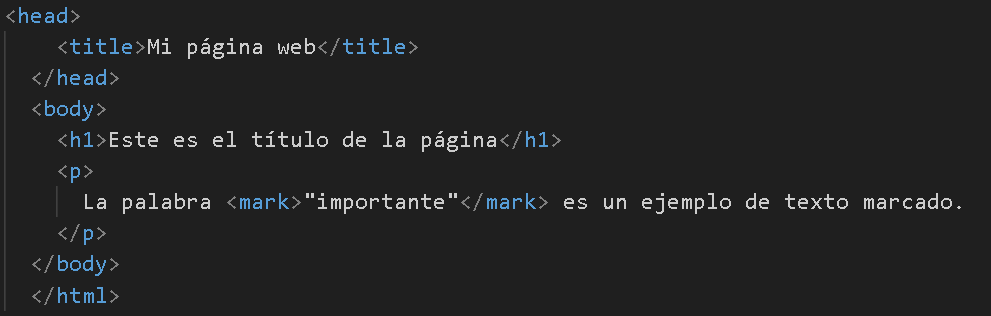 <head>
<title>Mi página web</title>
</head>
<body>
<h1>Este es el título de la página</h1>
<p>
La palabra <mark>"importante"</mark> es un ejemplo de texto marcado.
</p>
</body>
</html>